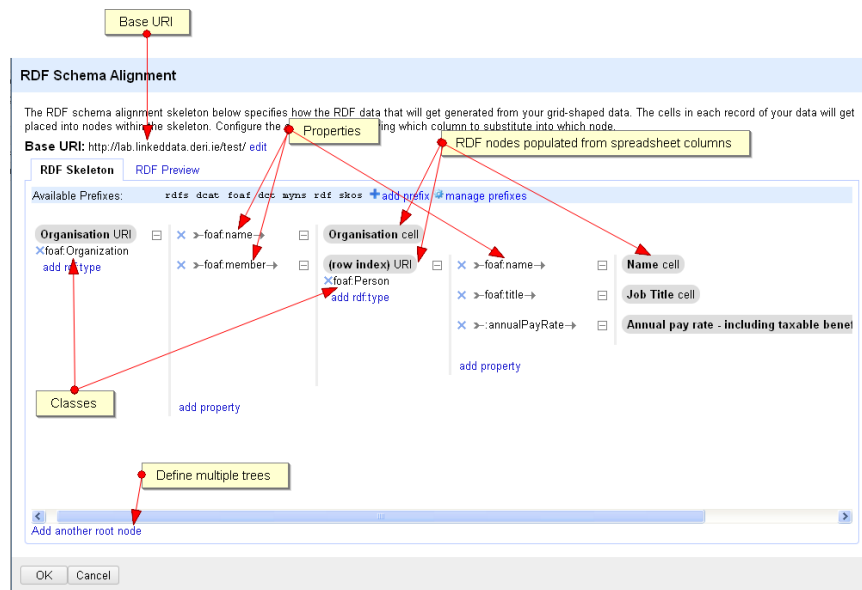 Base URI
RDF Schema Alignment
The RDF schema alignment skeleton below specifies how the RDF data that will get generated from your grid-shaped data. The cells in each record of your data will get
placed into nodes within the skeleton. Configure the ring which column to substitute into which node.
Properties
Base URI: http://lab.linkeddata.deri.ie/test/ edit
RDF nodes populated from spreadsheet columns
RDF Skeleton RDF Preview
Available Prefixes: rdfs dcat foaf dct myns rdf skos add prefix manage prefixes
Organisation URI foaf:name Organisation cell
foaf:Organization
add rdf:type
foaf:member (row index) URI foaf:name Name cell
foaf:Person
add rdf:type
foaf:title Job Title cell
:annualPayRate Annual pay rate - including taxable benef
add property
Classes
add property
Define multiple trees
Add another root node
OK Cancel